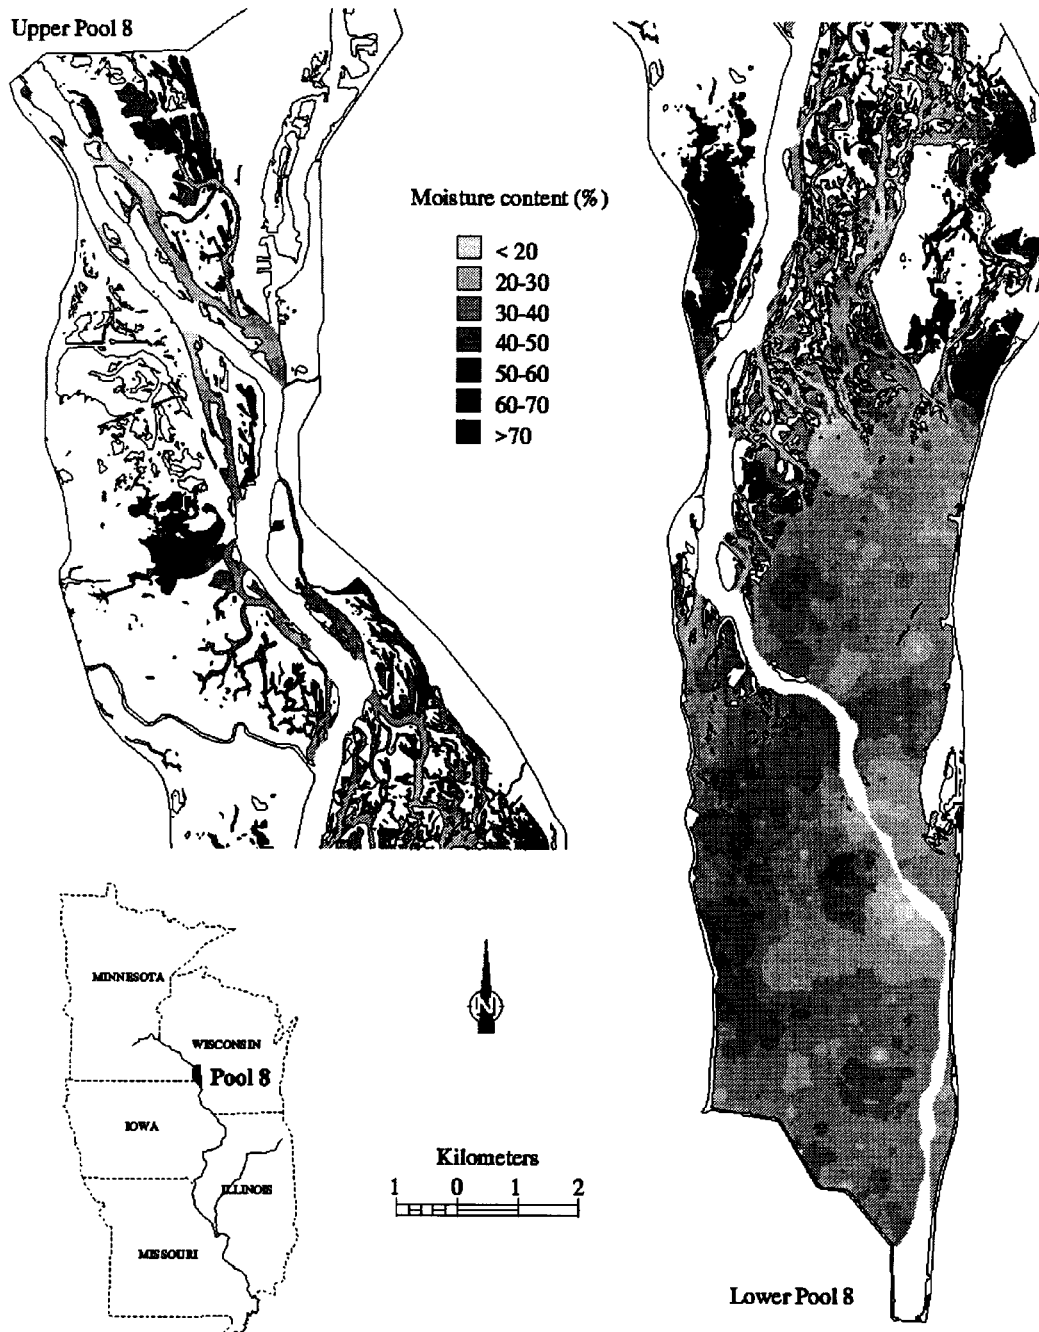 Upper Pool 8
Moisture content (%)
< 20
20-30
30-40
40-50
50-60
60-70
>70
MINNESOTA
WISCONSIN
Pool 8
IOWA
ILLINOIS
MISSOURI
N
Kilometers
1 0 1 2
Lower Pool 8